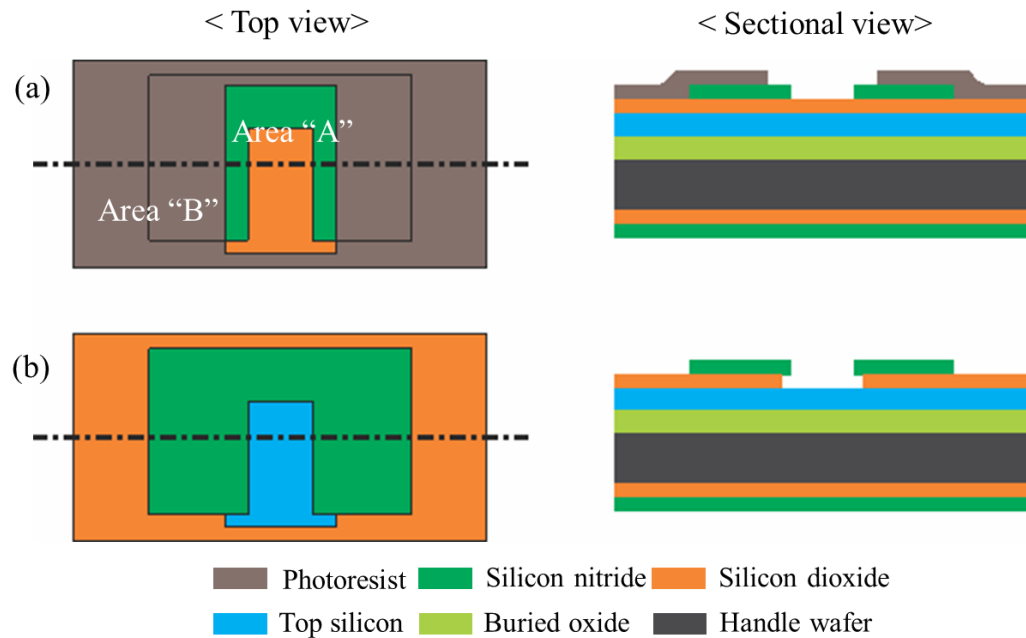 < Top view>
< Sectional view>
(a)
Area “A”
Area “B”
(b)
Photoresist
Silicon nitride
Silicon dioxide
Top silicon
Buried oxide
Handle wafer